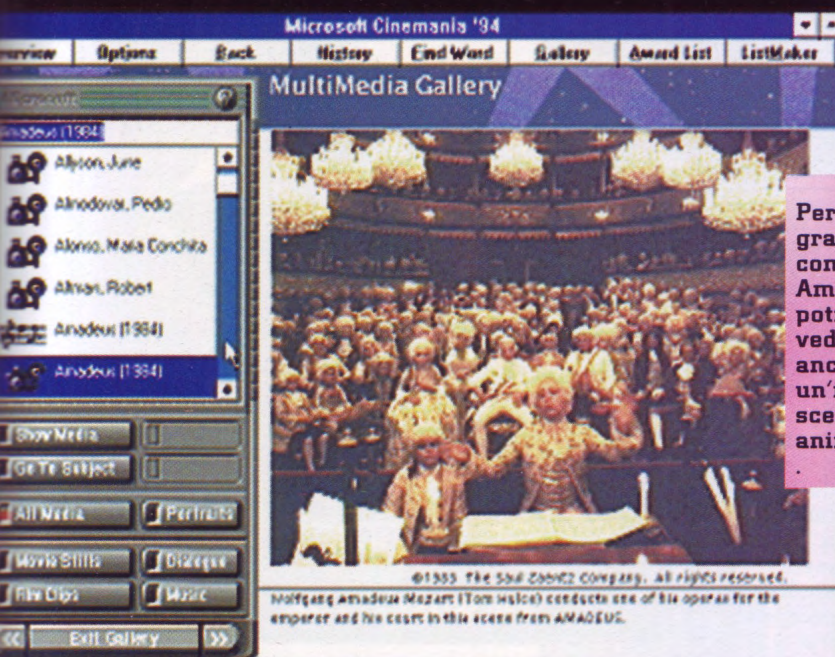 Microsoft Cinemania '94
Options Back History Find Word Gallery Award List ListMaker
MultiMedia Gallery
Amadeus (1984)
Allyson, June
Almodovar, Pedro
Alonso, Maria Conchita
Altman, Robert
Amadeus (1984)
Amadeus (1984)
Show Media
Go To Subject
All Media Portraits
Movie Stills Dialogue
Film Clips Music
<< Exit Gallery >>
The Saul Zaentz Company. All rights reserved.
Wolfgang Amadeus Mozart (Tom Hulce) conducts one of his operas for the
emperor and his court in this scene from AMADEUS.
Per
gra
con
Am
pot
ved
anc
un'i
sce
ani
.